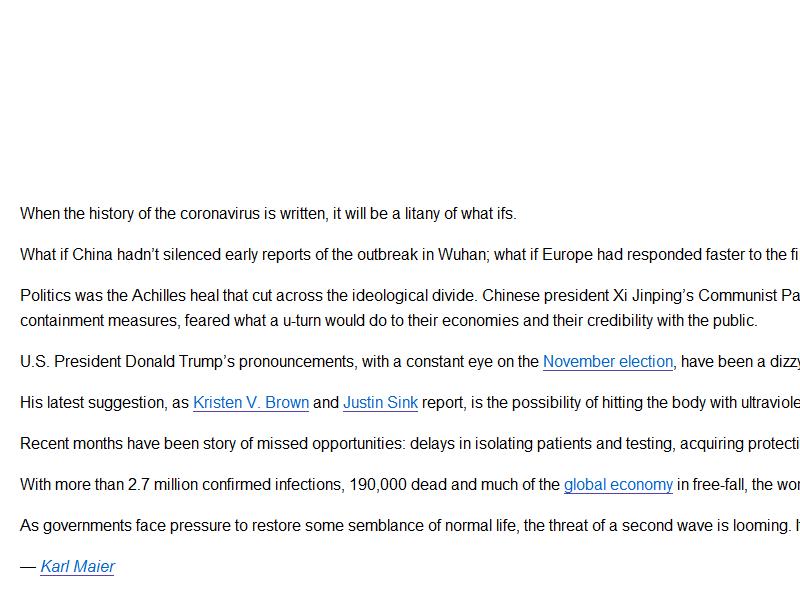 When the history of the coronavirus is written, it will be a litany of what ifs.
What if China hadn’t silenced early reports of the outbreak in Wuhan; what if Europe had responded faster to the
Politics was the Achilles heal that cut across the ideological divide. Chinese president Xi Jinping’s Communist
containment measures, feared what a u-turn would do to their economies and their credibility with the public.
U.S. President Donald Trump’s pronouncements, with a constant eye on the November election, have been a
His latest suggestion, as Kristen V. Brown and Justin Sink report, is the possibility of hitting the body with
Recent months have been story of missed opportunities: delays in isolating patients and testing, acquiring
With more than 2.7 million confirmed infections, 190,000 dead and much of the global economy in free-fall, the
As governments face pressure to restore some semblance of normal life, the threat of a second wave is looming.
— Karl Maier